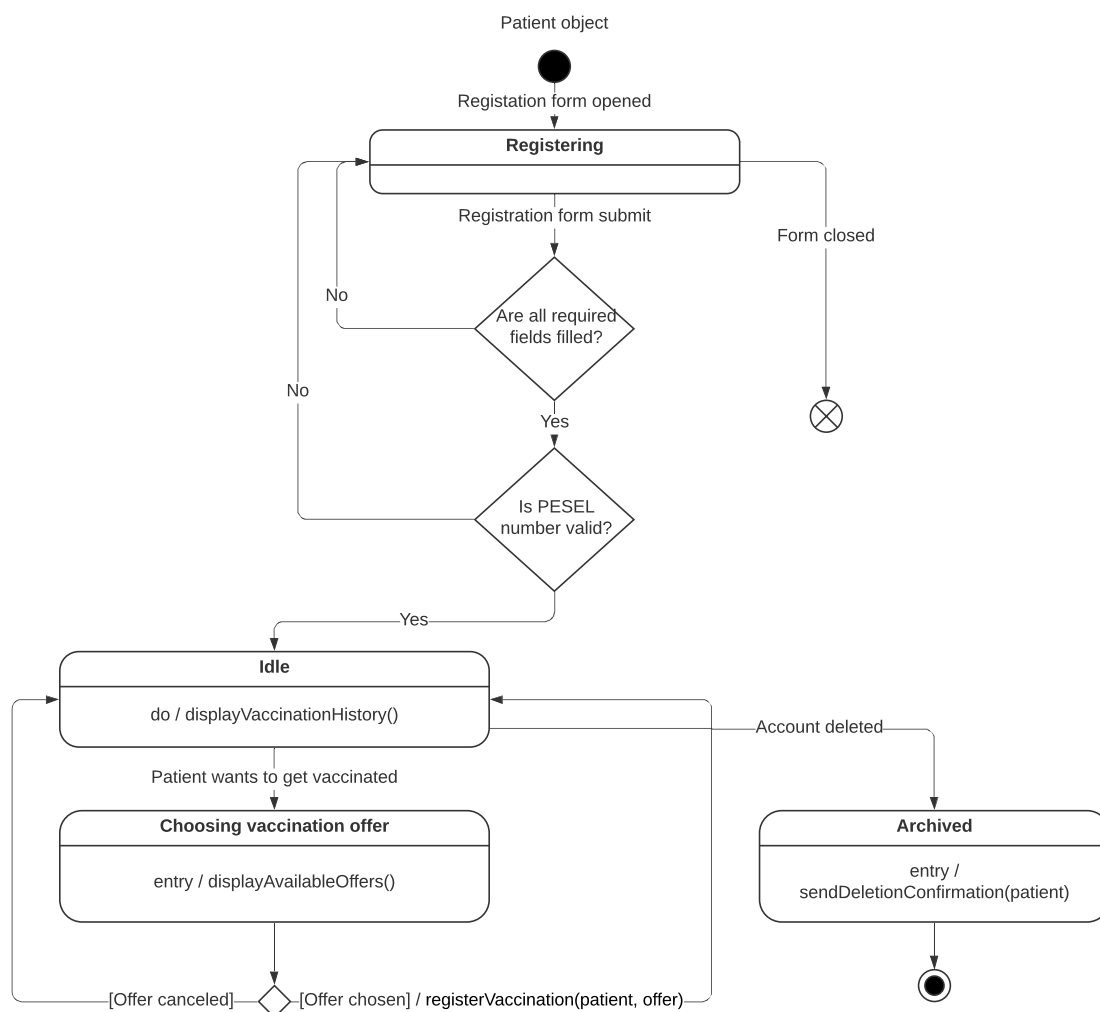 Patient object
Registation form opened
Registering
Registration form submit
Form closed
No
Are all required
fields filled?
No
Yes
Is PESEL
number valid?
Yes
Idle
do / displayVaccinationHistory()
Account deleted
Patient wants to get vaccinated
Choosing vaccination offer
Archived
entry / displayAvailableOffers()
entry /
sendDeletionConfirmation(patient)
[Offer canceled]
[Offer chosen] / registerVaccination(patient, offer)